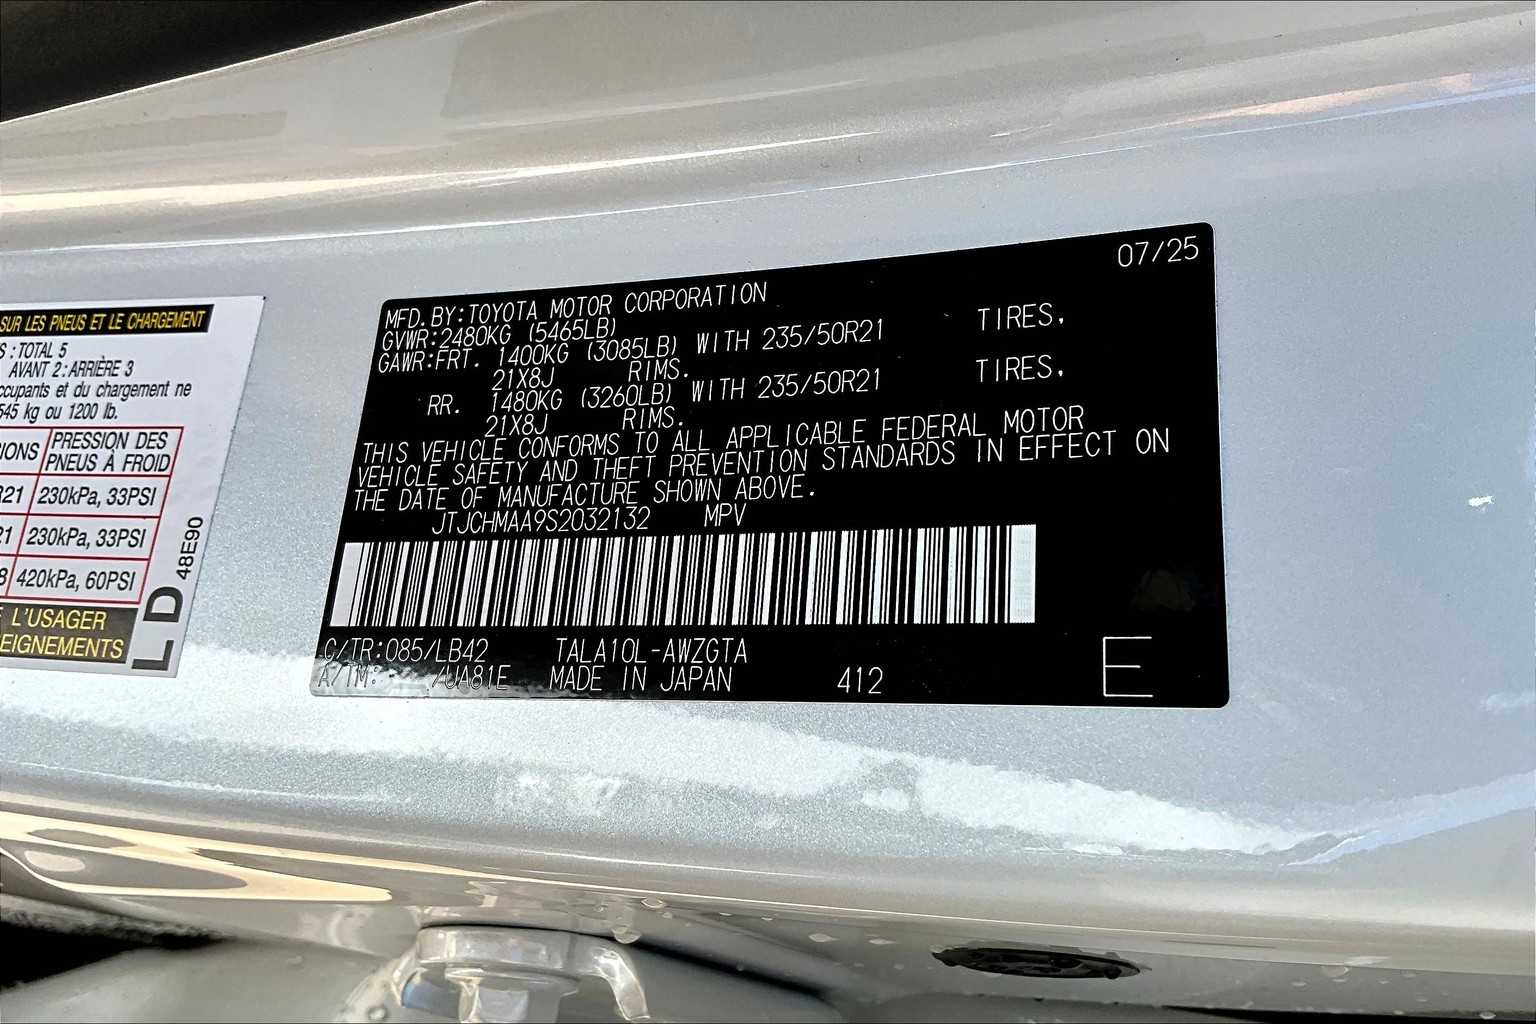 SUR LES PNEUS ET LE CHARGEMENT
S : TOTAL 5
AVANT 2 : ARRIÈRE 3
ccupants et du chargement ne
545 kg ou 1200 lb.
IONS PRESSION DES
PNEUS À FROID
R21 230kPa, 33PSI
21 230kPa, 33PSI
8 420kPa, 60PSI
L'USAGER
EIGNEMENTS
LD 48E90
07/25
MFD. BY: TOYOTA MOTOR CORPORATION
GVWR: 2480KG (5465LB)
GAWR: FRT. 1400KG (3085LB) WITH 235/50R21 TIRES,
21X8J RIMS.
RR. 1480KG (3260LB) WITH 235/50R21 TIRES,
21X8J RIMS.
THIS VEHICLE CONFORMS TO ALL APPLICABLE FEDERAL MOTOR
VEHICLE SAFETY AND THEFT PREVENTION STANDARDS IN EFFECT ON
THE DATE OF MANUFACTURE SHOWN ABOVE.
JTJCHMAA9S2032132 MPV
C/TR: 085/LB42 TALA10L-AWZGTA
A/TM: - /UA81E MADE IN JAPAN 412 E